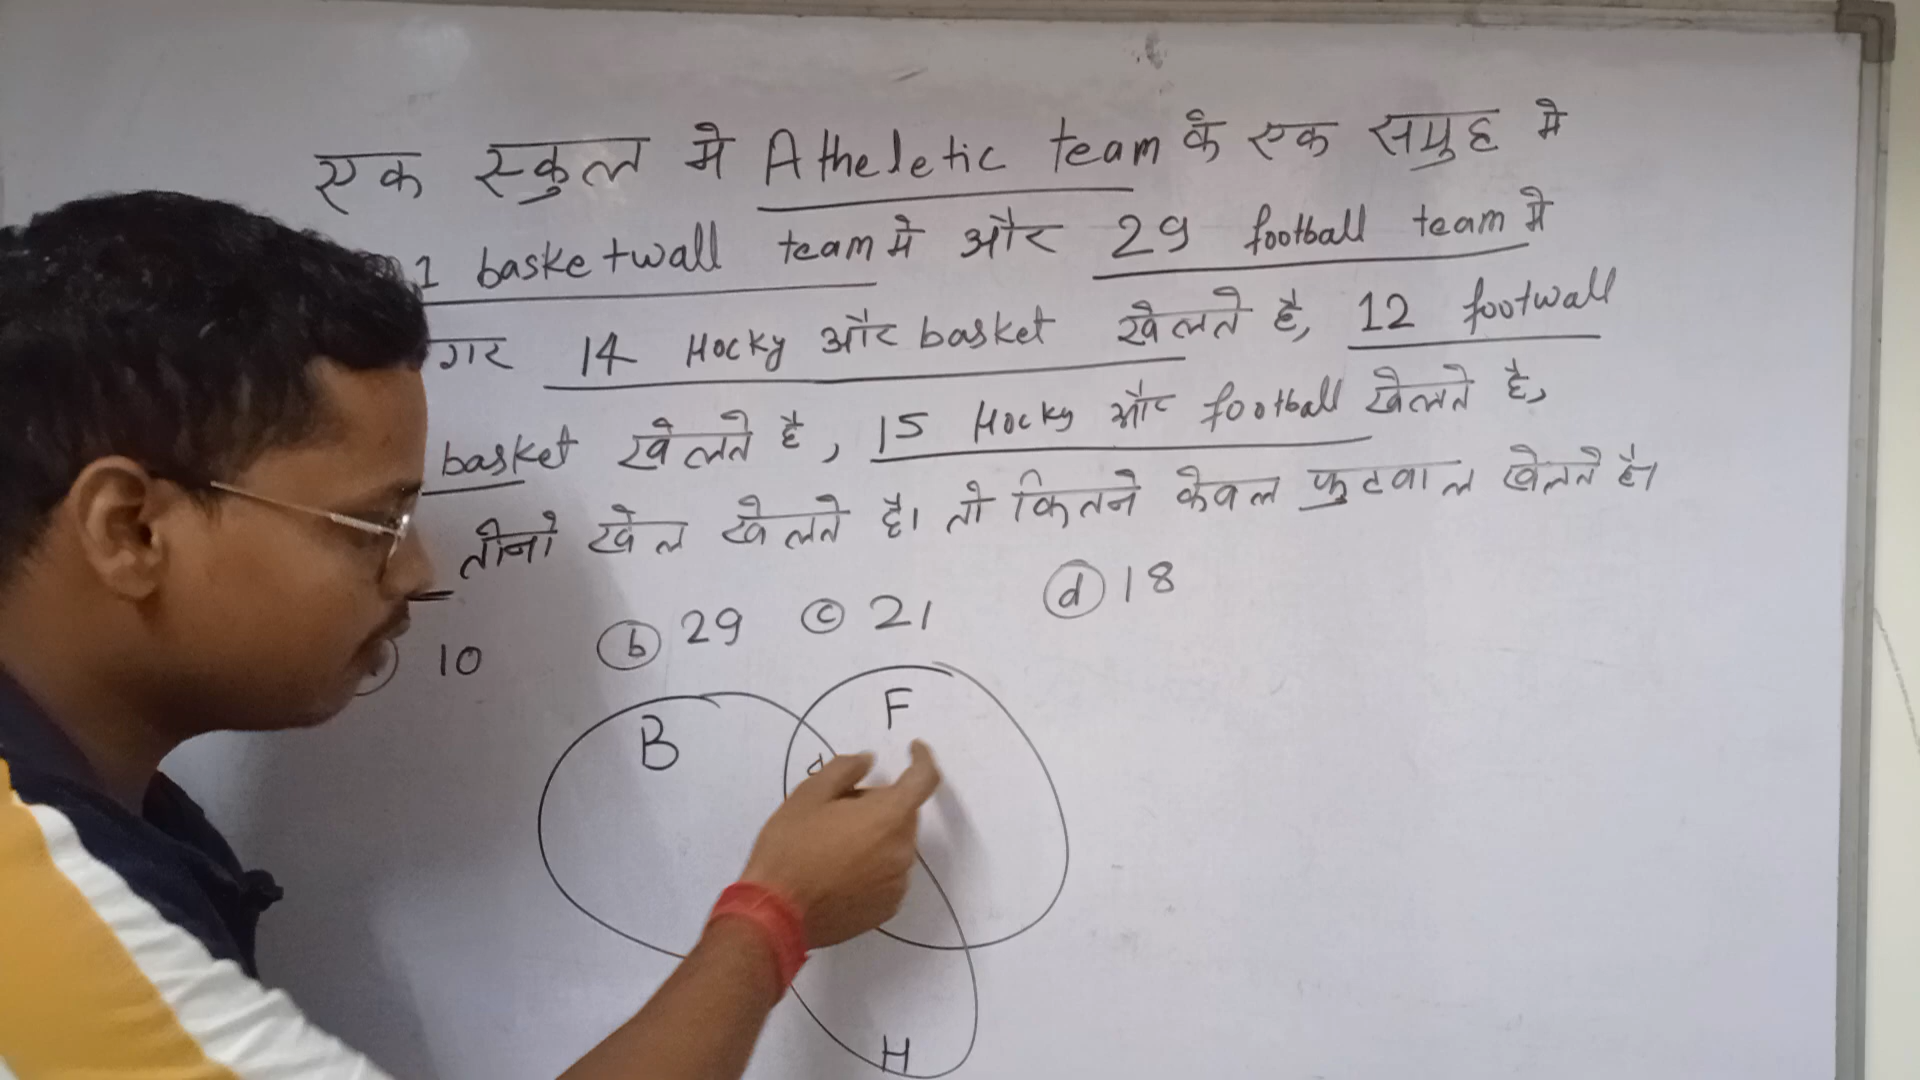 एक स्कुल मे Atheletic team के एक समुह मे
1 basketwall team मे और 29 football team मे
गर 14 Hocky और basket खेलते है, 12 footwall
basket खेलते है, 15 Hocky और football खेलते है,
तीनो खेल खेलते है। तो कितने केवल फुटवाल खेलते है।
10 (b) 29 (c) 21 (d) 18
B F
H